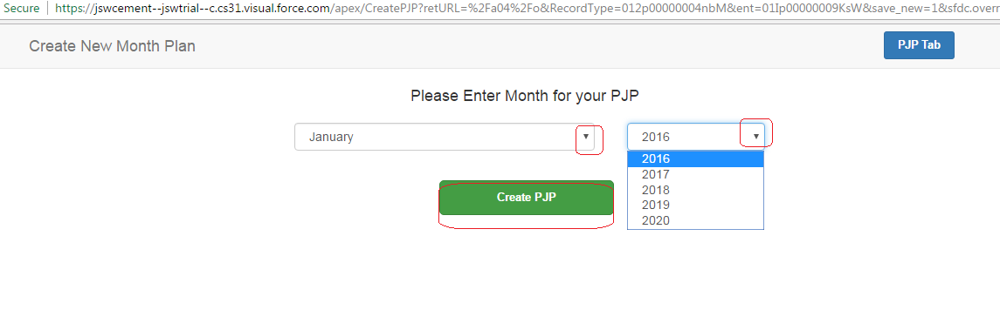 Secure https://jswcement--jswtrial--c.cs31.visual.force.com/apex/CreatePJP?retURL=%2Fa04%2Fo&RecordType=012p00000004nbM&ent=01Ip00000009KsW&save_new=1&sfdc.overr
Create New Month Plan PJP Tab
Please Enter Month for your PJP
January 2016
2016
2017
Create PJP
2018
2019
2020